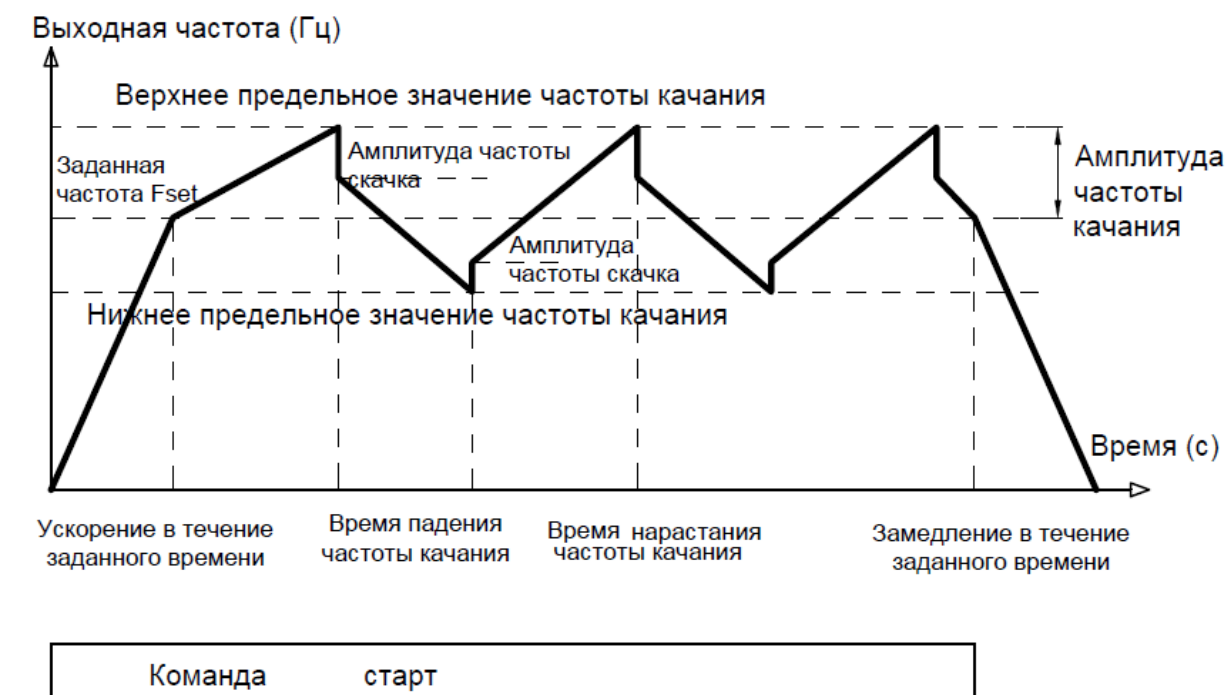 Выходная частота (Гц)
Верхнее предельное значение частоты качания
Заданная
частота Fset
Амплитуда частоты
скачка
Амплитуда
частоты
качания
Амплитуда
частоты скачка
Нижнее предельное значение частоты качания
Время (с)
Ускорение в течение
заданного времени
Время падения
частоты качания
Время нарастания
частоты качания
Замедление в течение
заданного времени
Команда старт